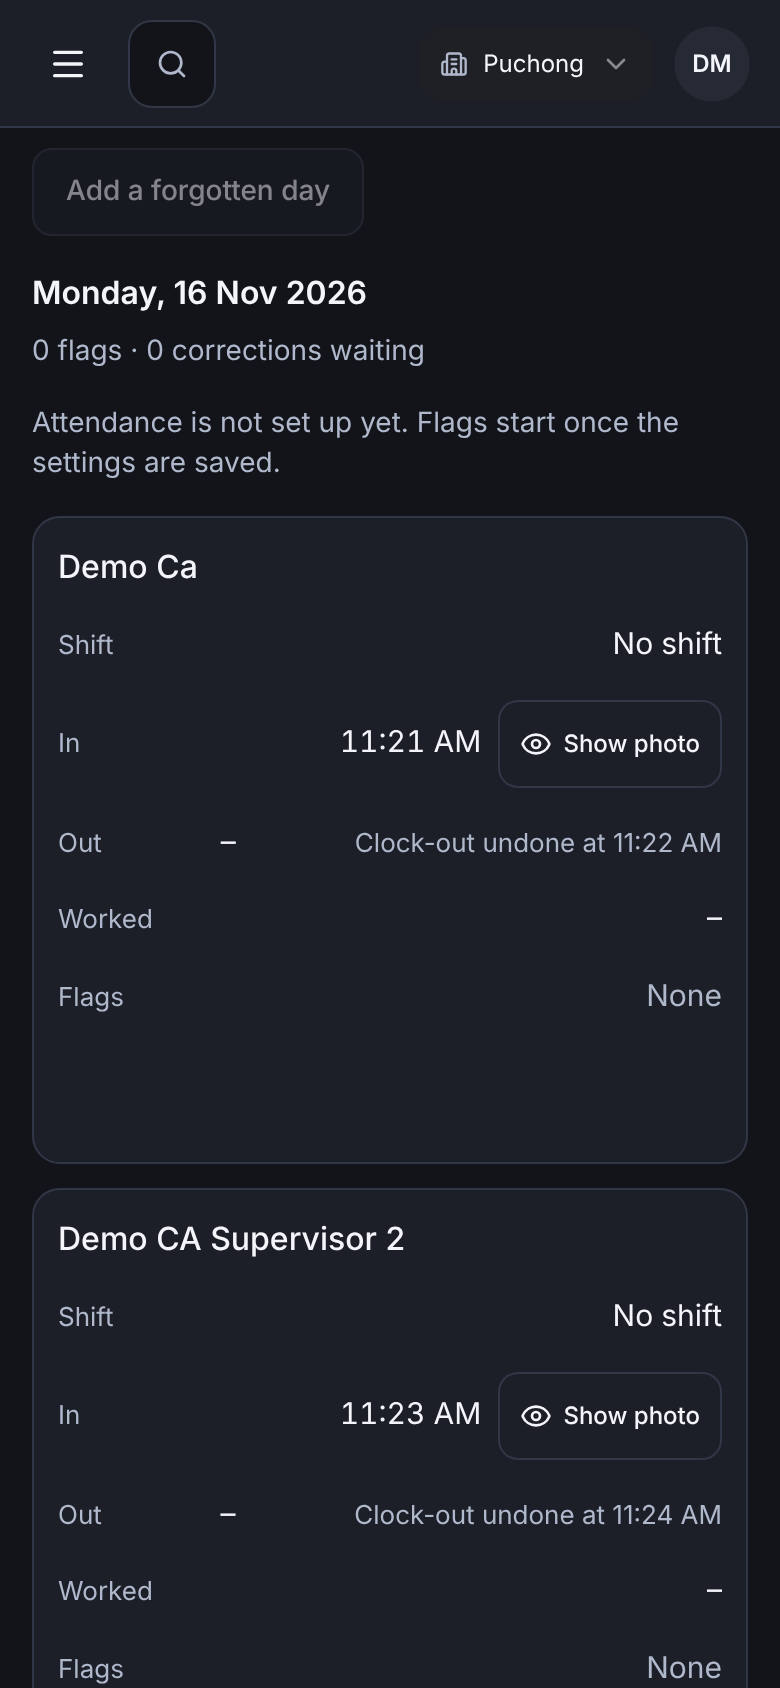 Puchong
DM
Add a forgotten day
Monday, 16 Nov 2026
0 flags · 0 corrections waiting
Attendance is not set up yet. Flags start once the
settings are saved.
Demo Ca
Shift No shift
In 11:21 AM Show photo
Out – Clock-out undone at 11:22 AM
Worked –
Flags None
Demo CA Supervisor 2
Shift No shift
In 11:23 AM Show photo
Out – Clock-out undone at 11:24 AM
Worked –
Flags None